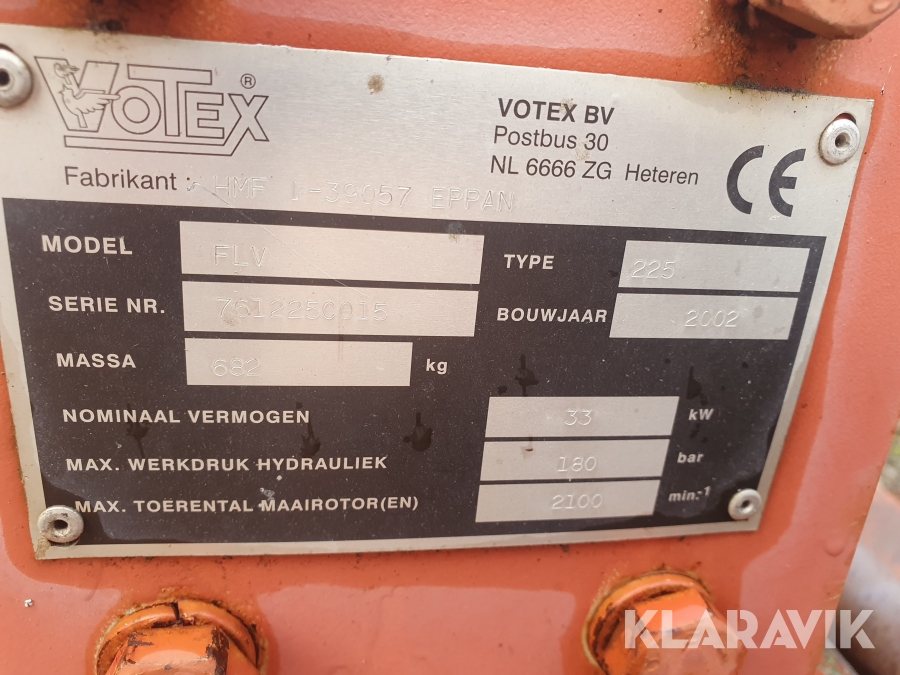 VOTEX ®
VOTEX BV
Postbus 30
NL 6666 ZG Heteren
CE
Fabrikant : HMF I-39057 EPPAN
MODEL FLV
TYPE 225
SERIE NR. 761225C015
BOUWJAAR 2002
MASSA 682 kg
NOMINAAL VERMOGEN 33 kW
MAX. WERKDRUK HYDRAULIEK 180 bar
MAX. TOERENTAL MAAIROTOR(EN) 2100 min.-1
KLARAVIK